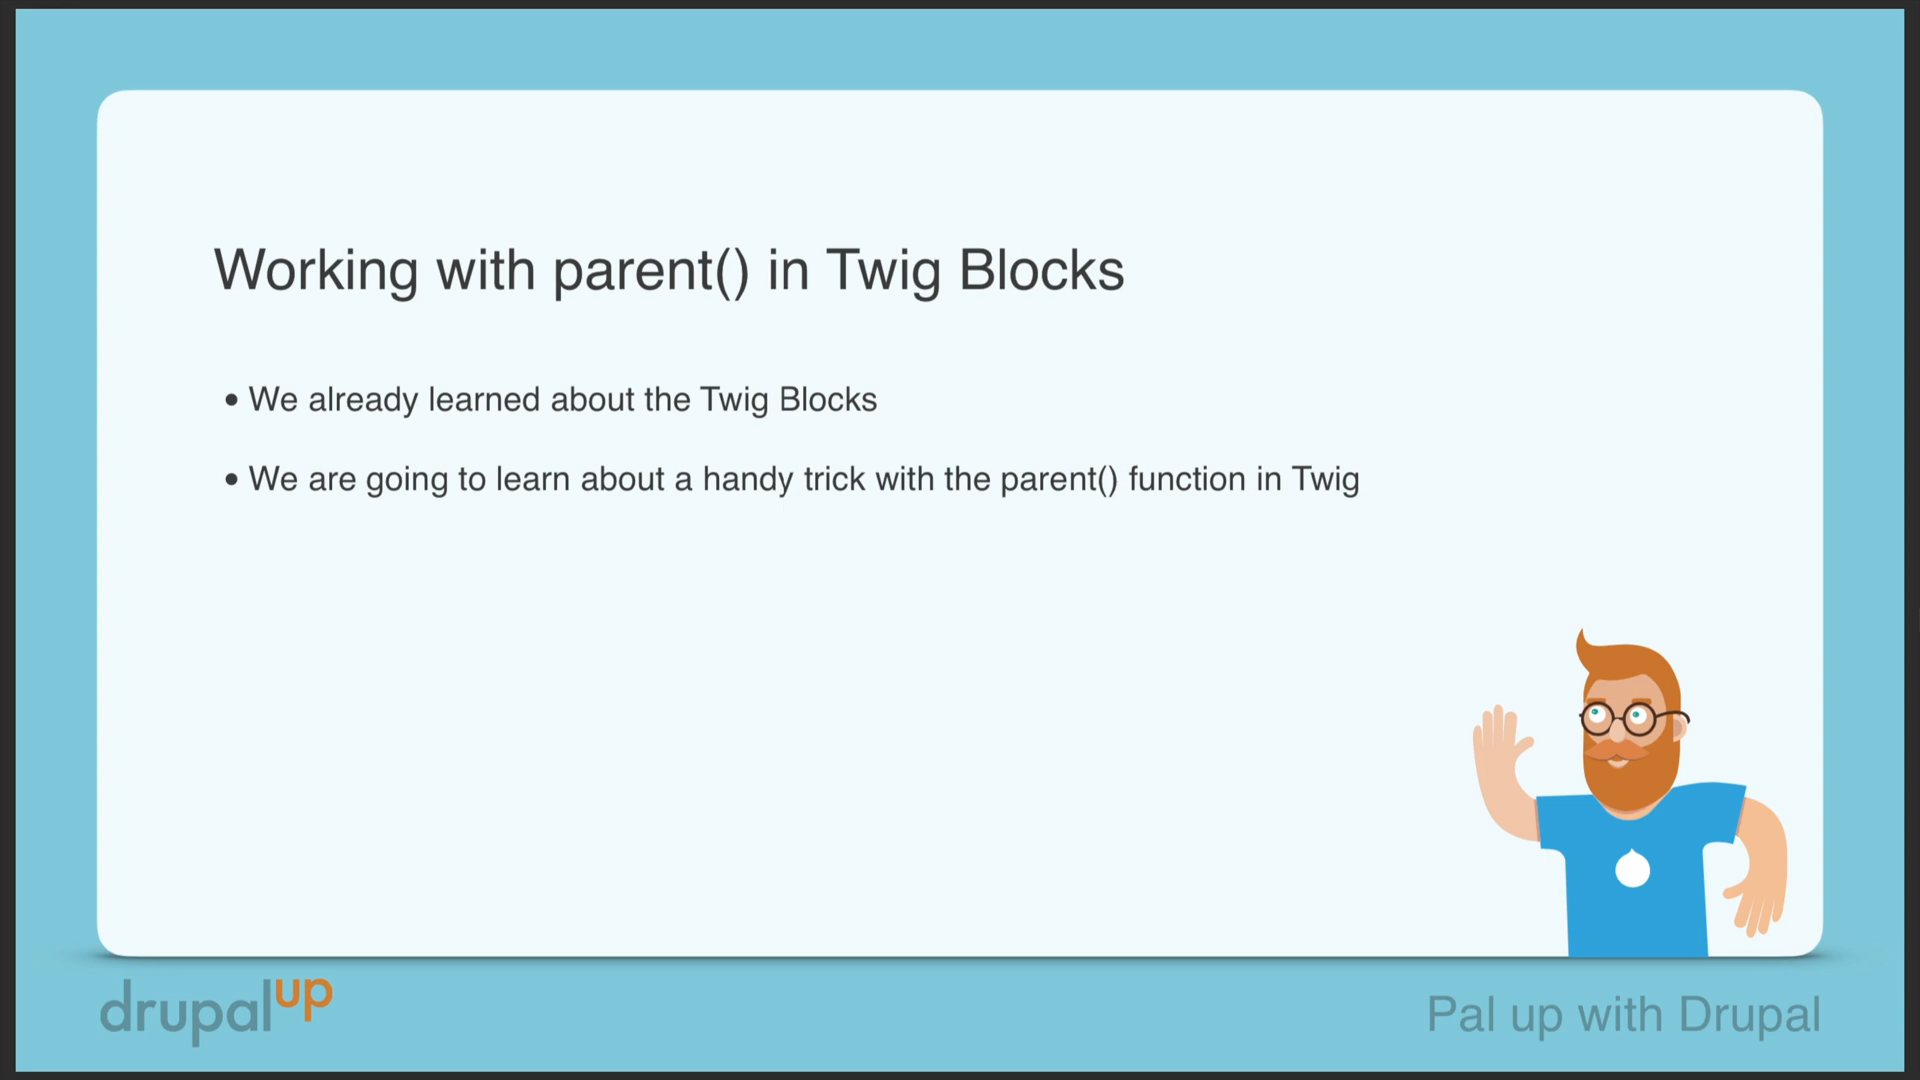 Working with parent() in Twig Blocks
• We already learned about the Twig Blocks
• We are going to learn about a handy trick with the parent() function in Twig
drupalup
Pal up with Drupal